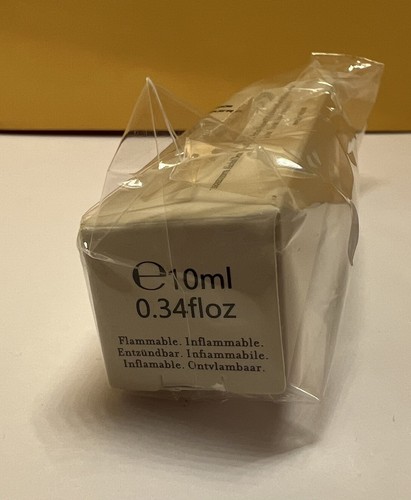 ℮10ml
0.34floz
Flammable. Inflammable.
Entzündbar. Infiammabile.
Inflamable. Ontvlambaar.